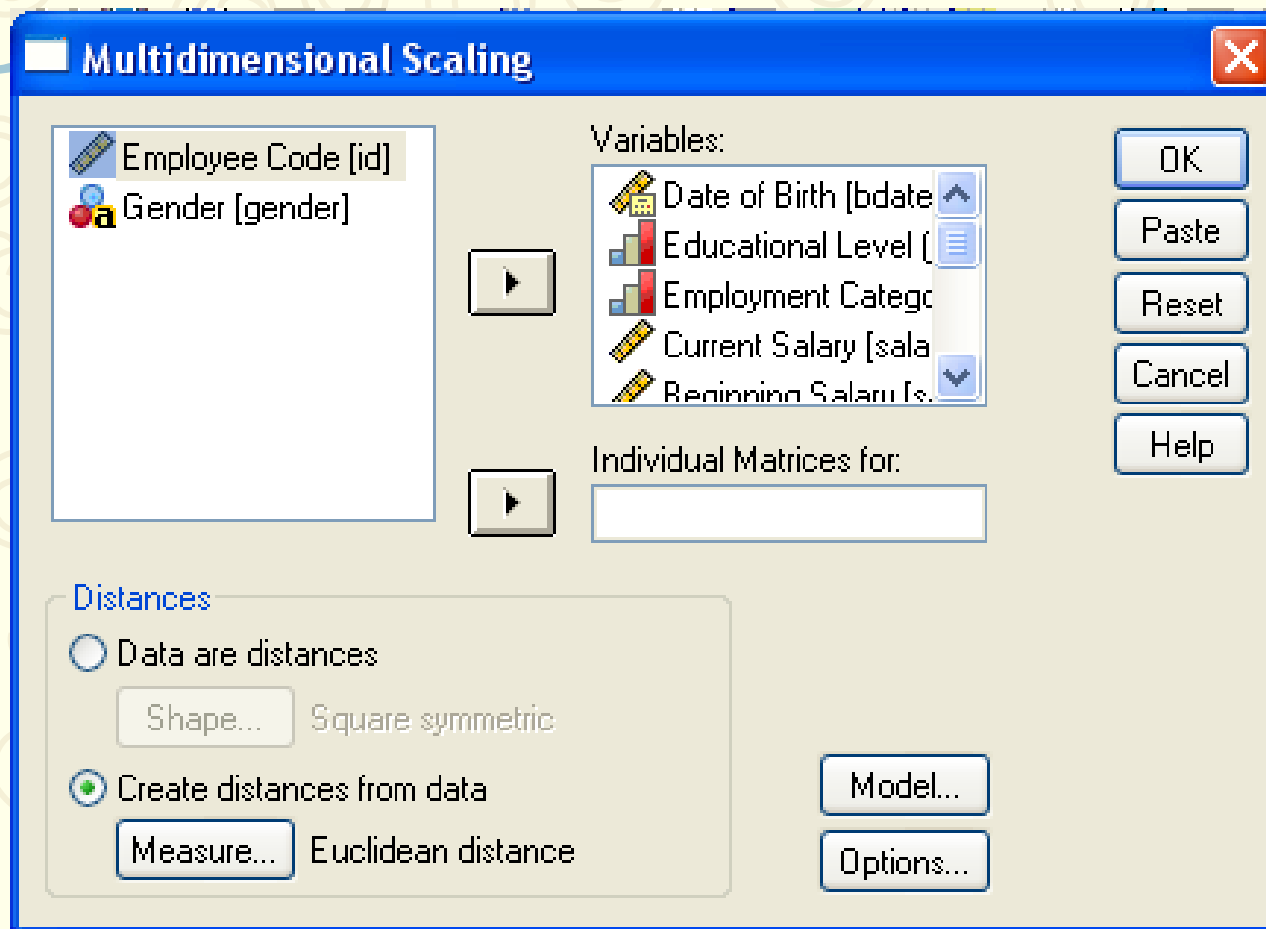 Multidimensional Scaling
Employee Code [id]
Gender [gender]
Variables:
Date of Birth [bdate
Educational Level (
Employment Catego
Current Salary [sala
Beginning Salary [s
Individual Matrices for:
OK
Paste
Reset
Cancel
Help
Distances
Data are distances
Shape... Square symmetric
Create distances from data
Measure... Euclidean distance
Model...
Options...